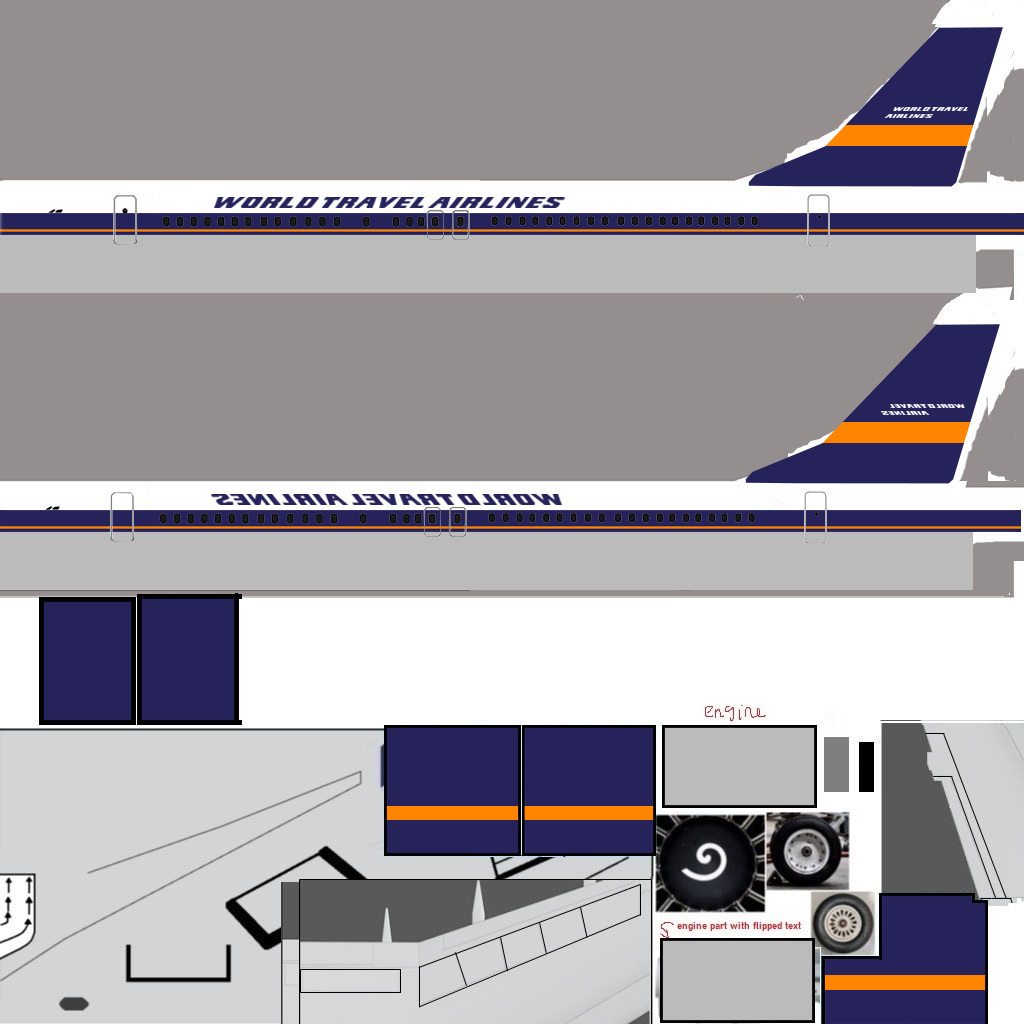 WORLD TRAVEL
AIRLINES
WORLD TRAVEL AIRLINES
WORLD TRAVEL
AIRLINES
WORLD TRAVEL AIRLINES
engine
engine part with flipped text